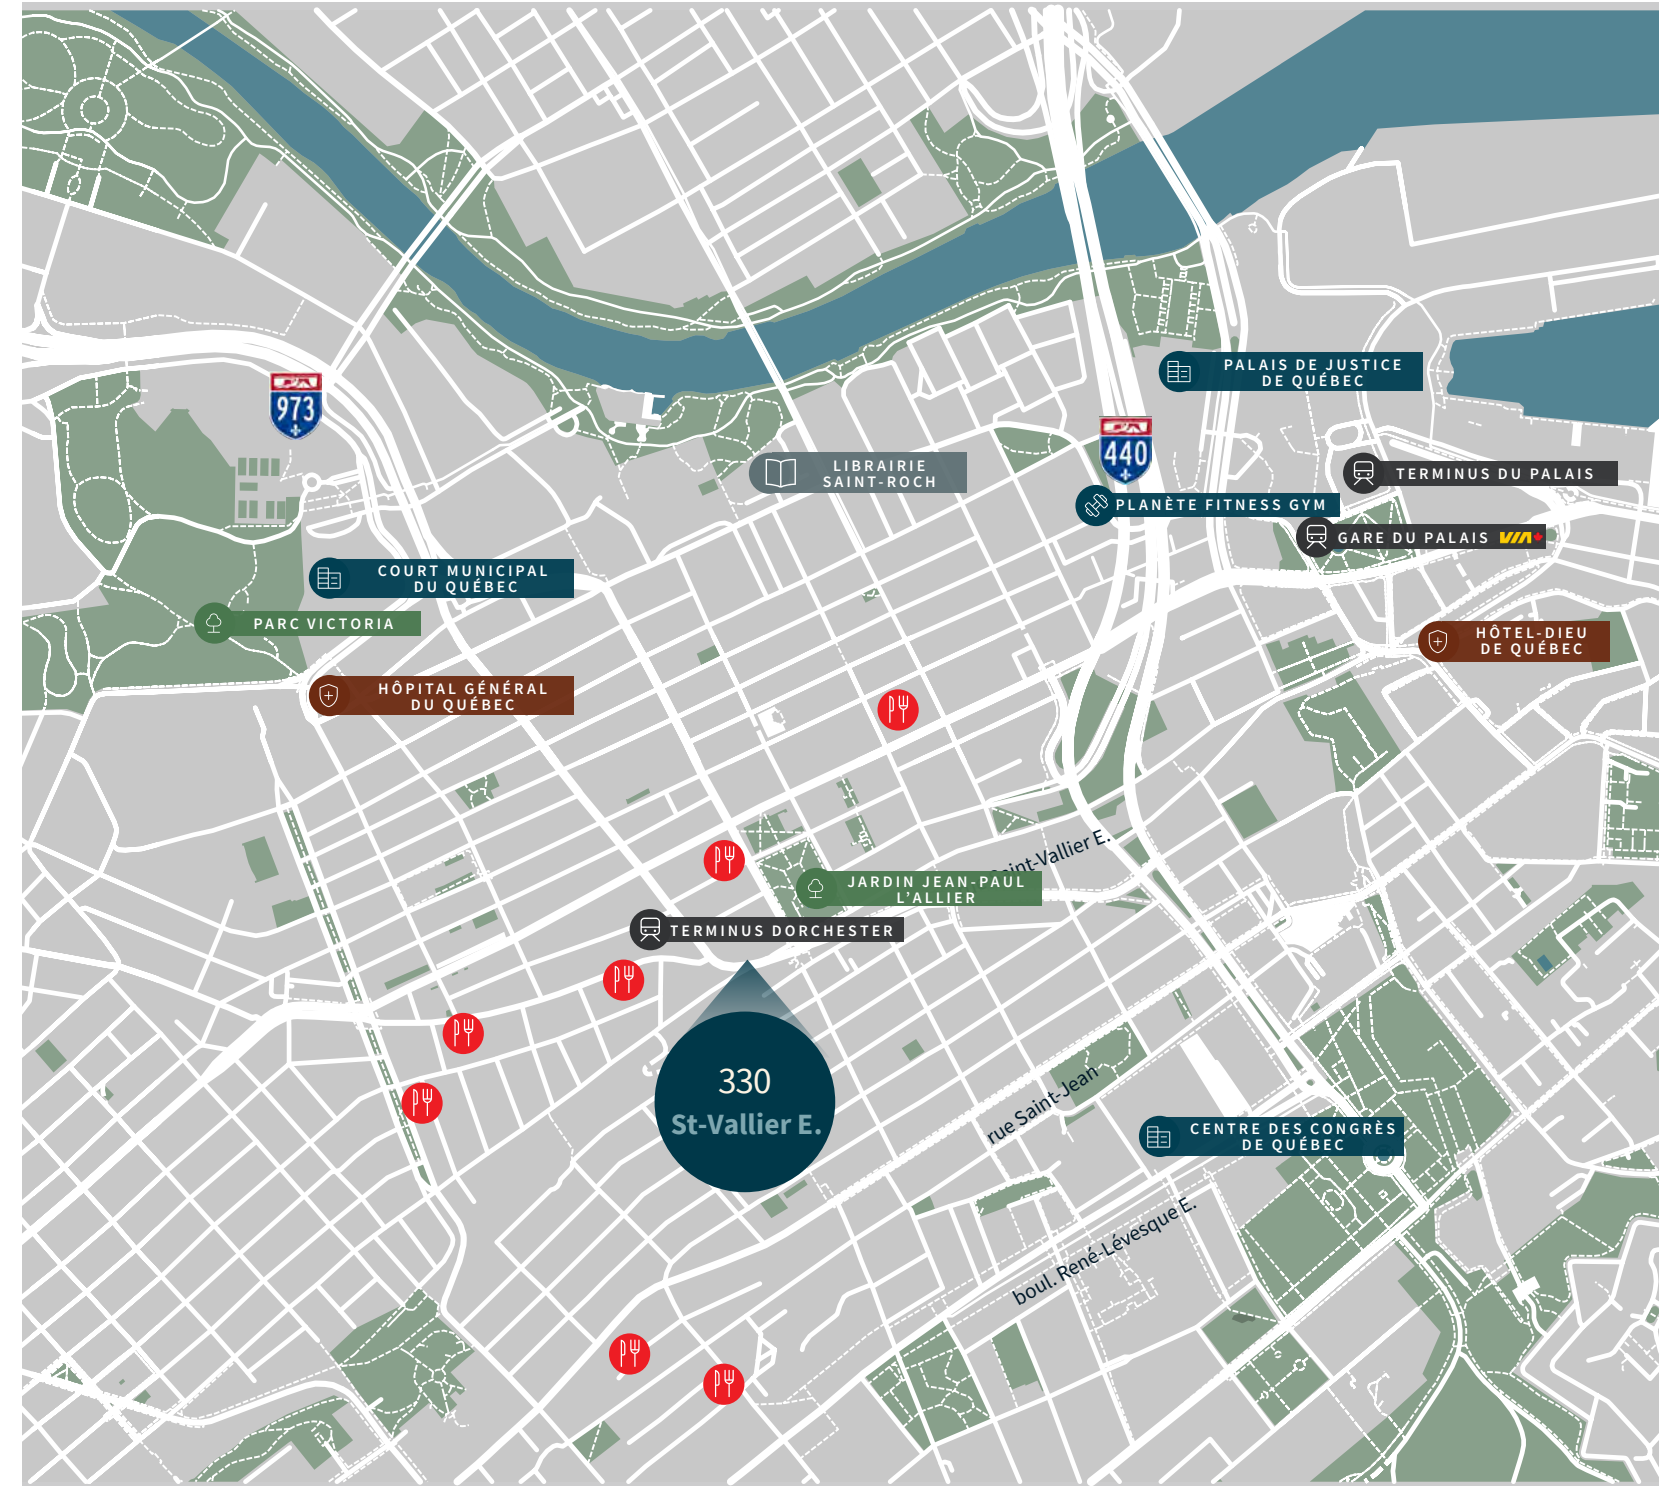 PALAIS DE JUSTICE
DE QUÉBEC
973
440
LIBRAIRIE
SAINT-ROCH
TERMINUS DU PALAIS
PLANÈTE FITNESS GYM
GARE DU PALAIS VIA
COURT MUNICIPAL
DU QUÉBEC
PARC VICTORIA
HÔTEL-DIEU
DE QUÉBEC
HÔPITAL GÉNÉRAL
DU QUÉBEC
Saint-Vallier E.
JARDIN JEAN-PAUL
L'ALLIER
TERMINUS DORCHESTER
330
St-Vallier E.
rue Saint-Jean
CENTRE DES CONGRÈS
DE QUÉBEC
boul. René-Lévesque E.